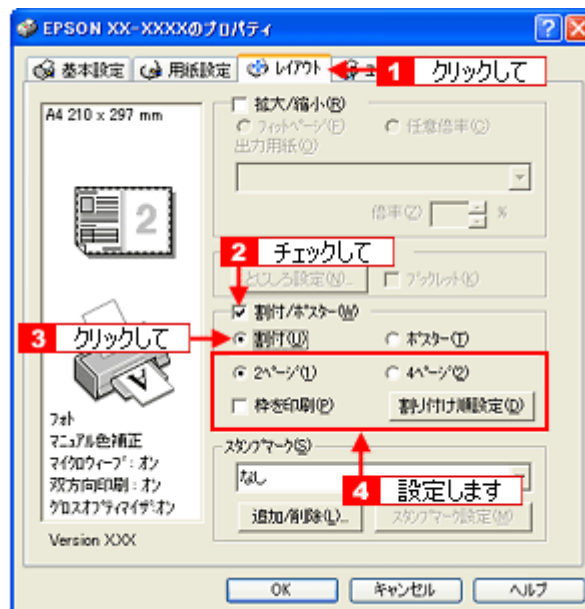 EPSON XX-XXXXのプロパティ
基本設定 用紙設定 レイアウト
1 クリックして
A4 210 x 297 mm
2
拡大/縮小(R)
フィットページ(F) 任意倍率(C)
出力用紙(O)
倍率(Z) %
2 チェックして
とじしろ設定(N)... ブックレット(K)
割付/ポスター(W)
3 クリックして
割付(U) ポスター(T)
2ページ(1) 4ページ(2)
枠を印刷(P) 割り付け順設定(D)
フォト
マニュアル色補正
マイクロウィーブ:オン
双方向印刷:オン
グロスオプティマイザ:オン
Version XXX
スタンプマーク(S)
なし
4 設定します
追加/削除(L)... スタンプマーク設定(M)
OK キャンセル ヘルプ